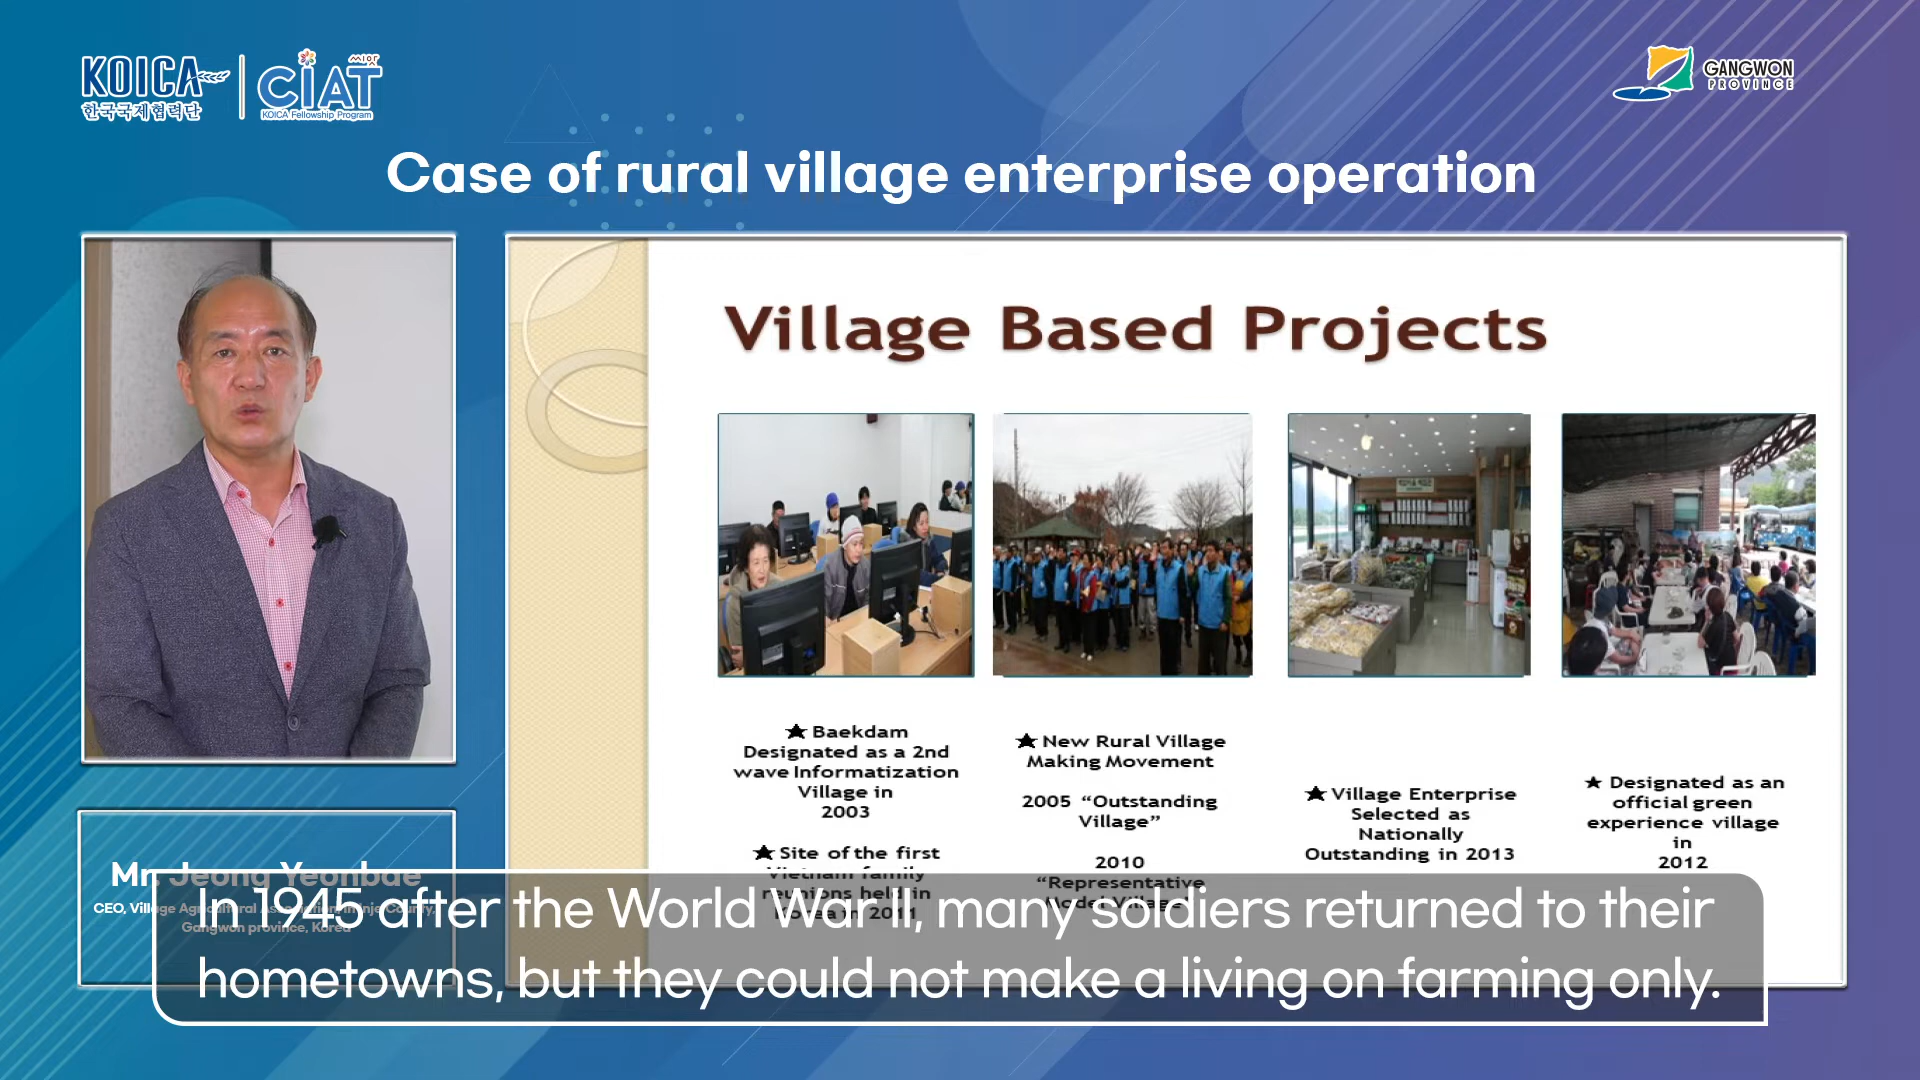 KOICA
한국국제협력단
씨앗
CIAT
KOICA Fellowship Program
GANGWON
PROVINCE
Case of rural village enterprise operation
Village Based Projects
★ Baekdam
Designated as a 2nd
wave Informatization
Village in
2003
★ Site of the first
Vietnam family
reunions held in
Korea in 2011
★ New Rural Village
Making Movement
2005 “Outstanding
Village”
2010
“Representative
Model Village”
★ Village Enterprise
Selected as
Nationally
Outstanding in 2013
★ Designated as an
official green
experience village
in
2012
Mr. Jeong Yeonbae
CEO, Village Agricultural Association, Inje County,
Gangwon province, Korea
In 1945 after the World War II, many soldiers returned to their
hometowns, but they could not make a living on farming only.